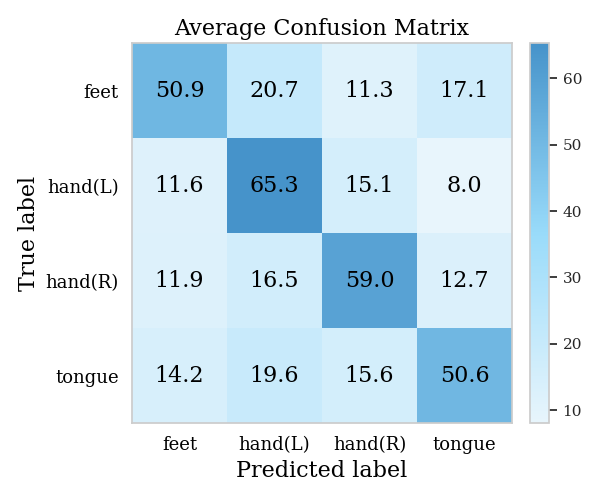 Average Confusion Matrix
True label
feet 50.9 20.7 11.3 17.1
hand(L) 11.6 65.3 15.1 8.0
hand(R) 11.9 16.5 59.0 12.7
tongue 14.2 19.6 15.6 50.6
feet hand(L) hand(R) tongue
Predicted label
60
50
40
30
20
10